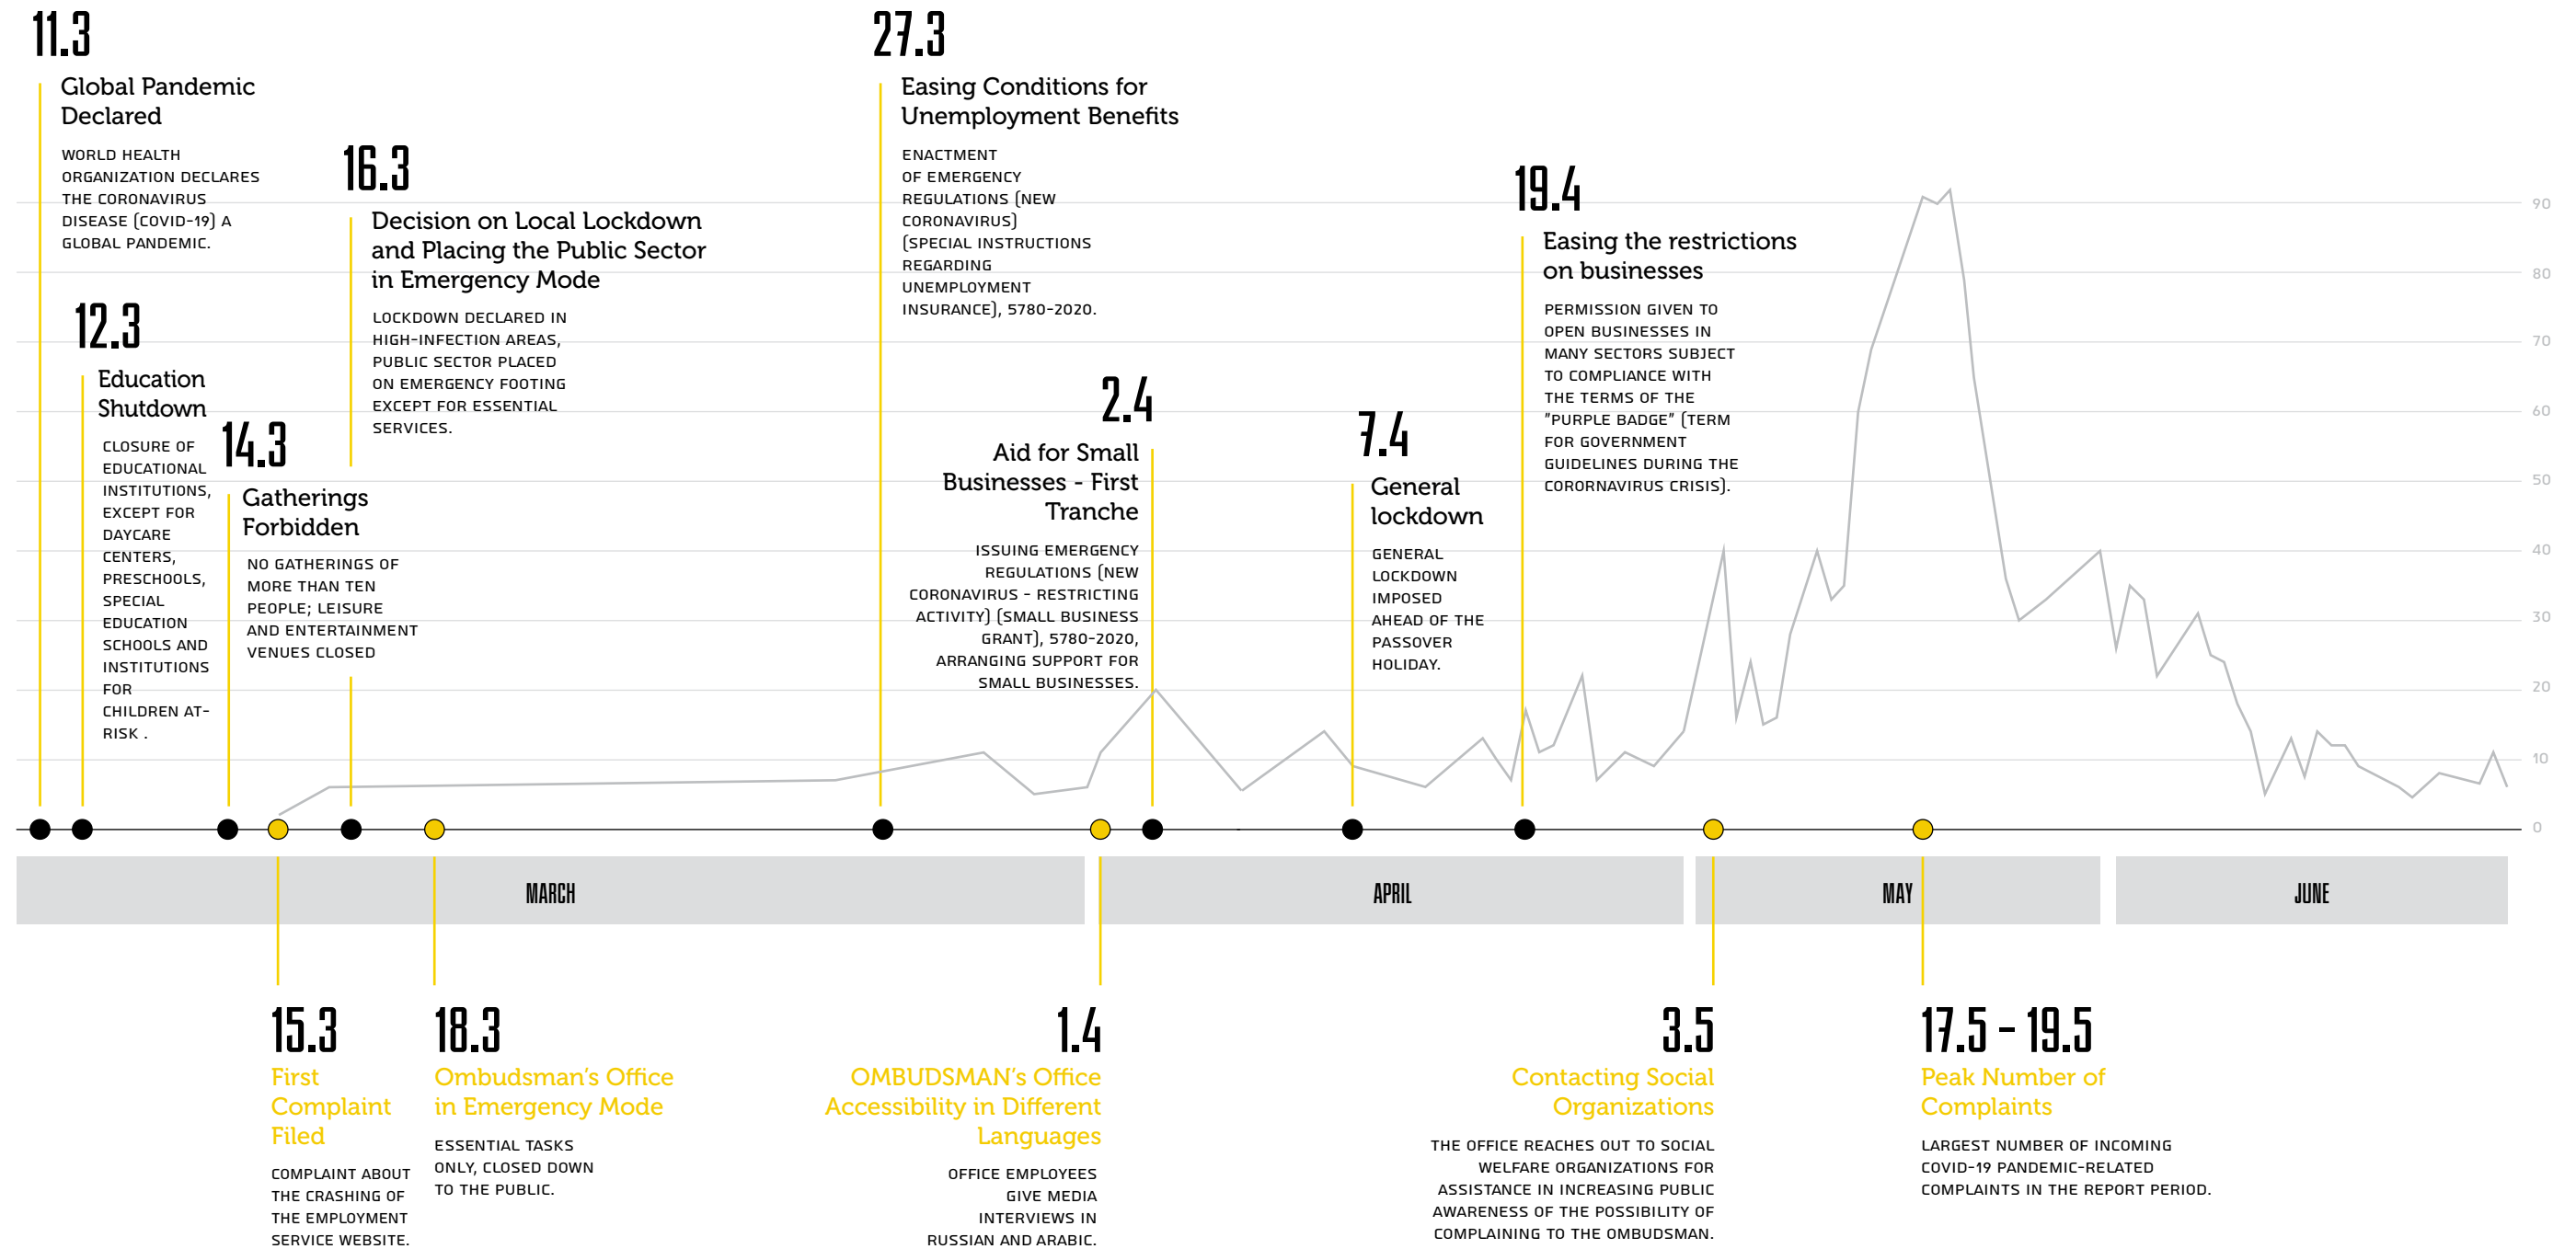 11.3
Global Pandemic
Declared
WORLD HEALTH
ORGANIZATION DECLARES
THE CORONAVIRUS
DISEASE (COVID-19) A
GLOBAL PANDEMIC.
12.3
Education
Shutdown
CLOSURE OF
EDUCATIONAL
INSTITUTIONS,
EXCEPT FOR
DAYCARE
CENTERS,
PRESCHOOLS,
SPECIAL
EDUCATION
SCHOOLS AND
INSTITUTIONS
FOR
CHILDREN AT-
RISK .
14.3
Gatherings
Forbidden
NO GATHERINGS OF
MORE THAN TEN
PEOPLE; LEISURE
AND ENTERTAINMENT
VENUES CLOSED
16.3
Decision on Local Lockdown
and Placing the Public Sector
in Emergency Mode
LOCKDOWN DECLARED IN
HIGH-INFECTION AREAS,
PUBLIC SECTOR PLACED
ON EMERGENCY FOOTING
EXCEPT FOR ESSENTIAL
SERVICES.
27.3
Easing Conditions for
Unemployment Benefits
ENACTMENT
OF EMERGENCY
REGULATIONS (NEW
CORONAVIRUS)
(SPECIAL INSTRUCTIONS
REGARDING
UNEMPLOYMENT
INSURANCE), 5780-2020.
2.4
Aid for Small
Businesses - First
Tranche
ISSUING EMERGENCY
REGULATIONS (NEW
CORONAVIRUS - RESTRICTING
ACTIVITY) (SMALL BUSINESS
GRANT), 5780-2020,
ARRANGING SUPPORT FOR
SMALL BUSINESSES.
7.4
General
lockdown
GENERAL
LOCKDOWN
IMPOSED
AHEAD OF THE
PASSOVER
HOLIDAY.
19.4
Easing the restrictions
on businesses
PERMISSION GIVEN TO
OPEN BUSINESSES IN
MANY SECTORS SUBJECT
TO COMPLIANCE WITH
THE TERMS OF THE
"PURPLE BADGE" (TERM
FOR GOVERNMENT
GUIDELINES DURING THE
CORORNAVIRUS CRISIS).
90
80
70
60
50
40
30
20
10
0
MARCH
APRIL
MAY
JUNE
15.3
First
Complaint
Filed
COMPLAINT ABOUT
THE CRASHING OF
THE EMPLOYMENT
SERVICE WEBSITE.
18.3
Ombudsman's Office
in Emergency Mode
ESSENTIAL TASKS
ONLY, CLOSED DOWN
TO THE PUBLIC.
1.4
OMBUDSMAN's Office
Accessibility in Different
Languages
OFFICE EMPLOYEES
GIVE MEDIA
INTERVIEWS IN
RUSSIAN AND ARABIC.
3.5
Contacting Social
Organizations
THE OFFICE REACHES OUT TO SOCIAL
WELFARE ORGANIZATIONS FOR
ASSISTANCE IN INCREASING PUBLIC
AWARENESS OF THE POSSIBILITY OF
COMPLAINING TO THE OMBUDSMAN.
17.5 - 19.5
Peak Number of
Complaints
LARGEST NUMBER OF INCOMING
COVID-19 PANDEMIC-RELATED
COMPLAINTS IN THE REPORT PERIOD.